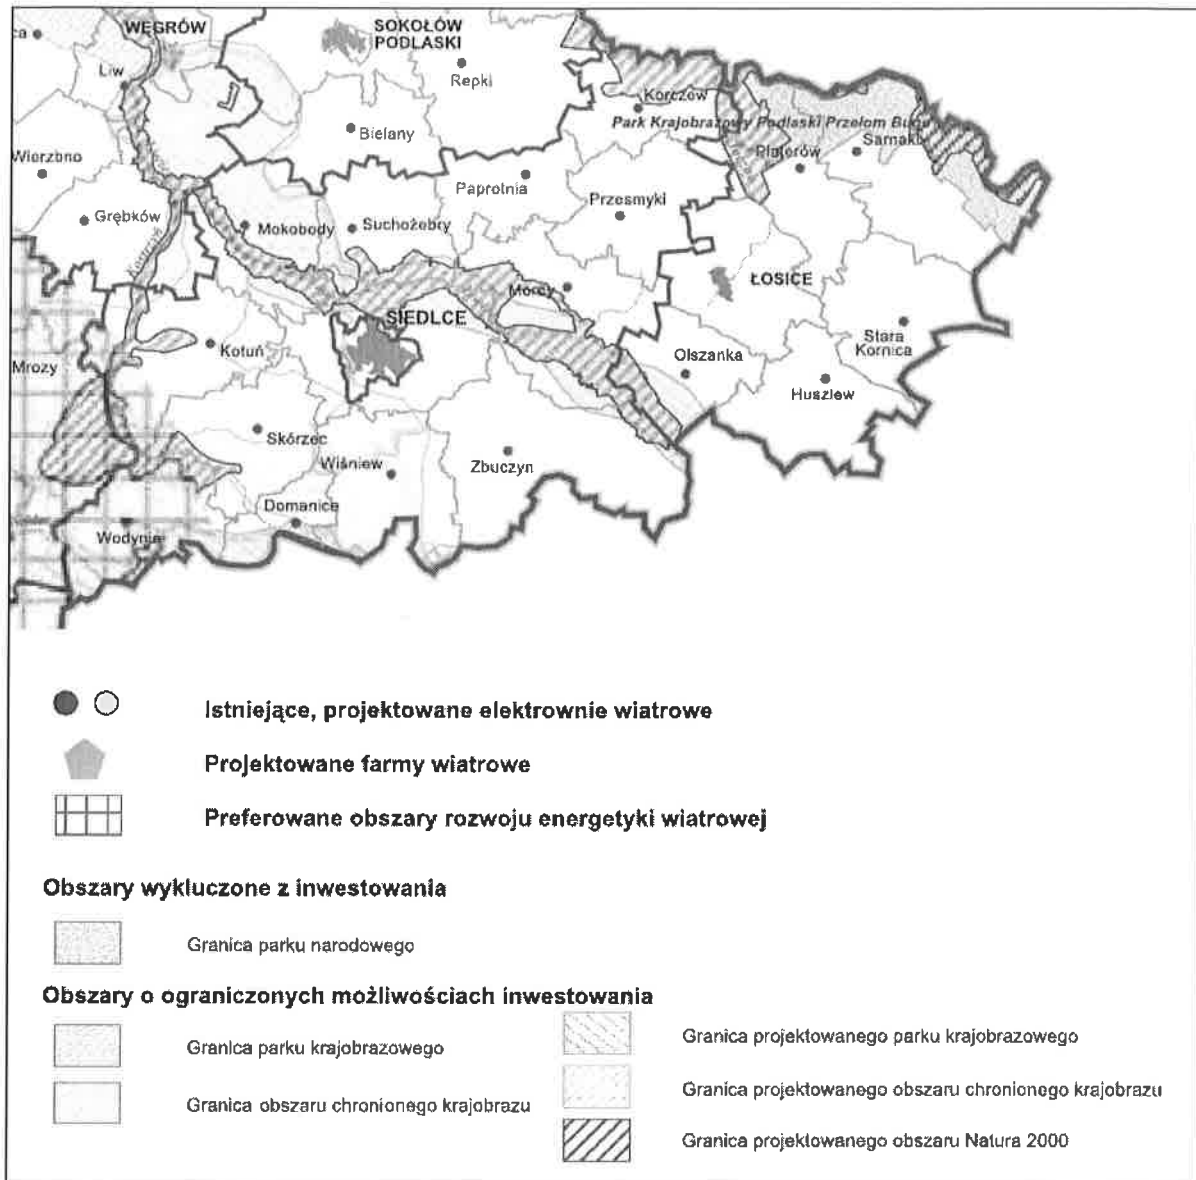 WĘGRÓW
SOKOŁÓW
PODLASKI
Liw
Repki
Korczew
Bielany
Park Krajobrazowy Podlaski Przełom Bugu
Sarnaki
Platerów
Wierzbno
Paprotnia
Przesmyki
Grębków
Mokobody
Suchożebry
ŁOSICE
Mordy
SIEDLCE
Kotuń
Olszanka
Stara
Kornica
Mrozy
Huszlew
Skórzec
Wiśniew
Zbuczyn
Domanice
Wodynie
Istniejące, projektowane elektrownie wiatrowe
Projektowane farmy wiatrowe
Preferowane obszary rozwoju energetyki wiatrowej
Obszary wykluczone z inwestowania
Granica parku narodowego
Obszary o ograniczonych możliwościach inwestowania
Granica parku krajobrazowego
Granica projektowanego parku krajobrazowego
Granica obszaru chronionego krajobrazu
Granica projektowanego obszaru chronionego krajobrazu
Granica projektowanego obszaru Natura 2000